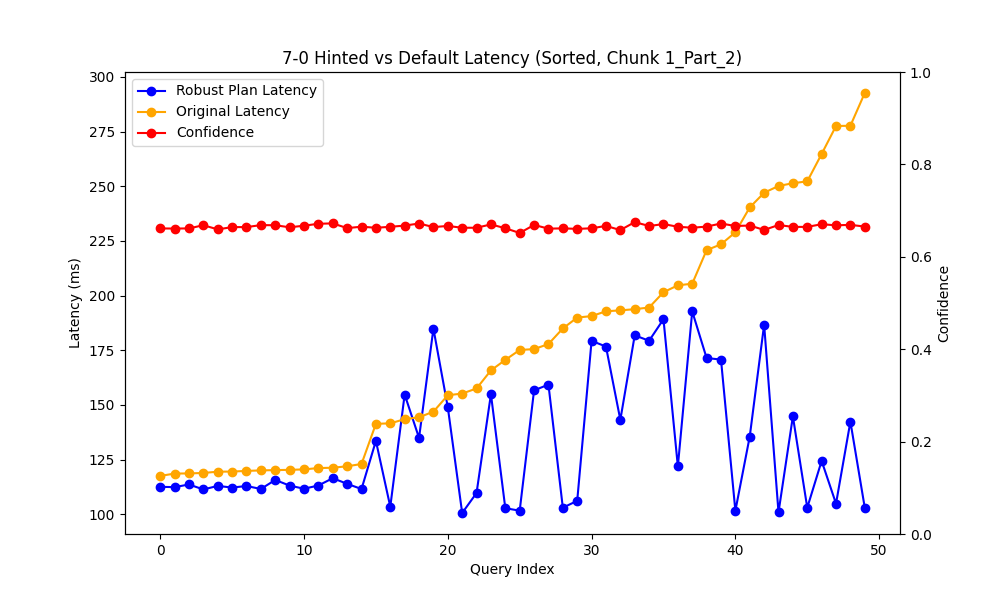 7-0 Hinted vs Default Latency (Sorted, Chunk 1_Part_2)
Robust Plan Latency
Original Latency
Confidence
300
275
250
225
200
175
150
125
100
Latency (ms)
1.0
0.8
0.6
0.4
0.2
0.0
Confidence
0 10 20 30 40 50
Query Index